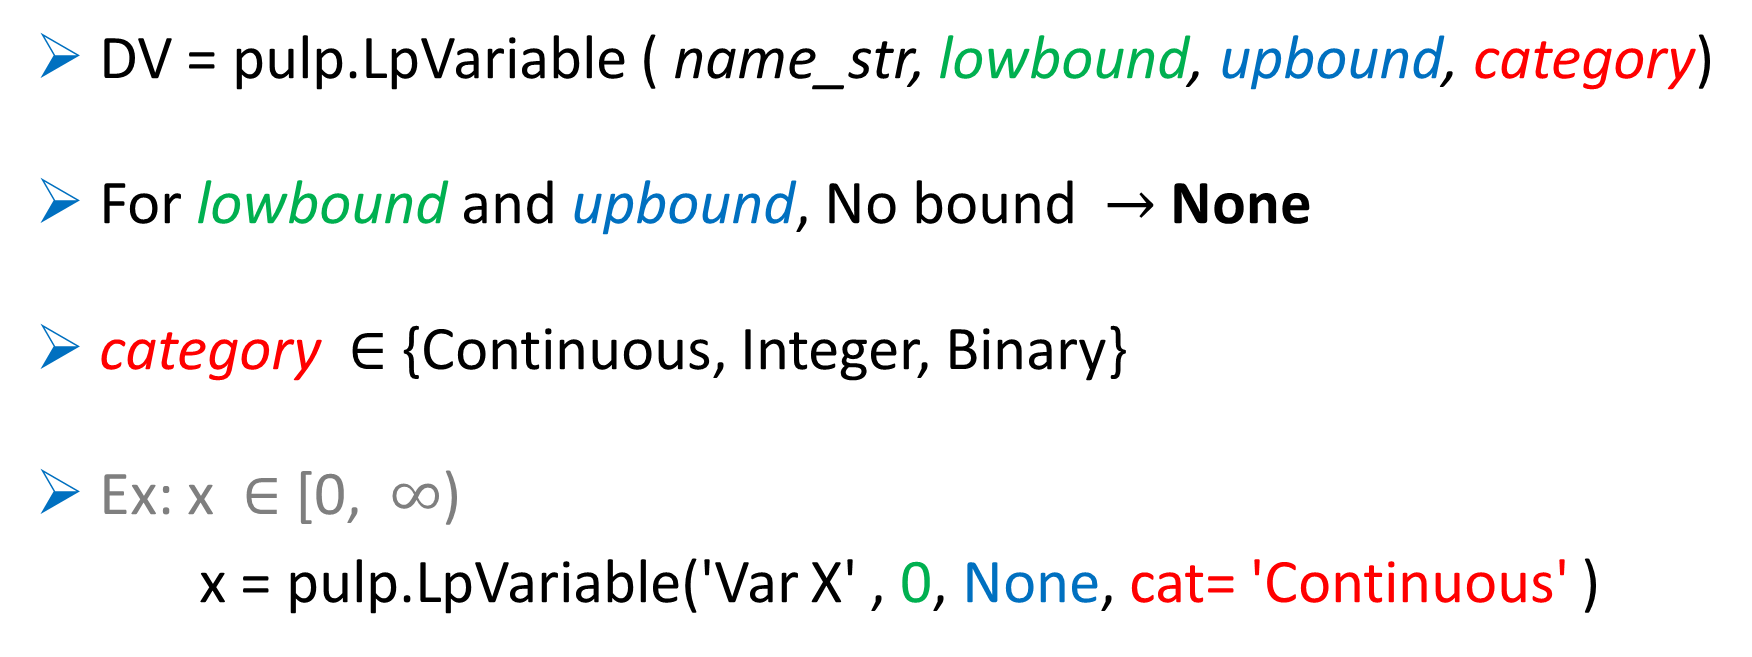 DV = pulp.LpVariable ( name_str, lowbound, upbound, category)
For lowbound and upbound, No bound → None
category ∈ {Continuous, Integer, Binary}
Ex: x ∈ [0, ∞)
x = pulp.LpVariable('Var X' , 0, None, cat= 'Continuous' )